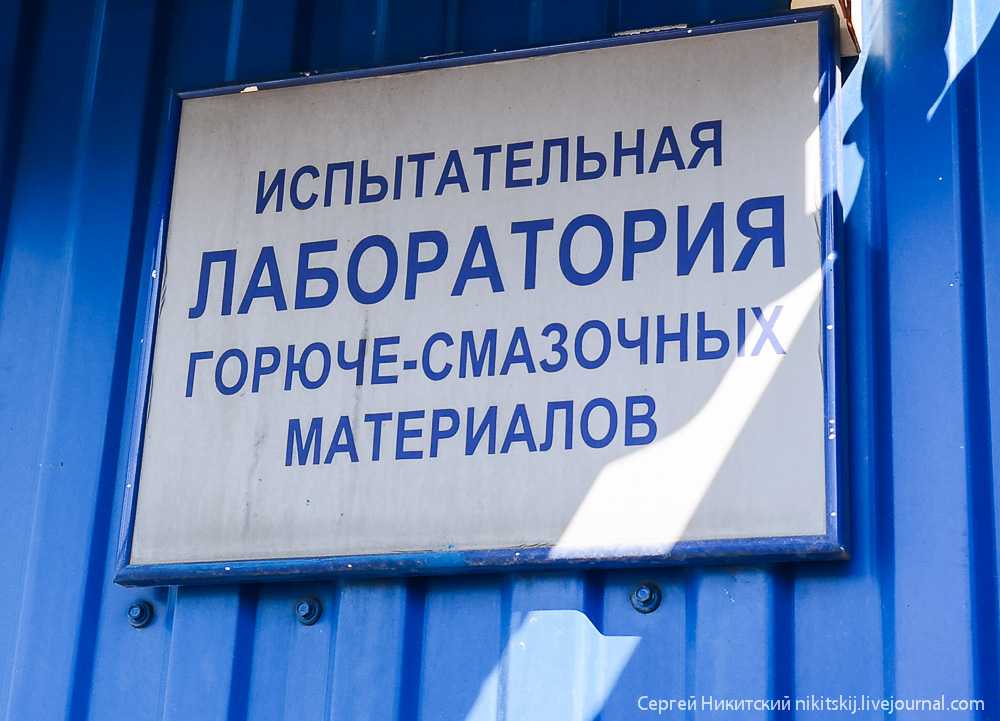 ИСПЫТАТЕЛЬНАЯ
ЛАБОРАТОРИЯ
ГОРЮЧЕ-СМАЗОЧНЫХ
МАТЕРИАЛОВ
Сергей Никитский nikitskij.livejournal.com